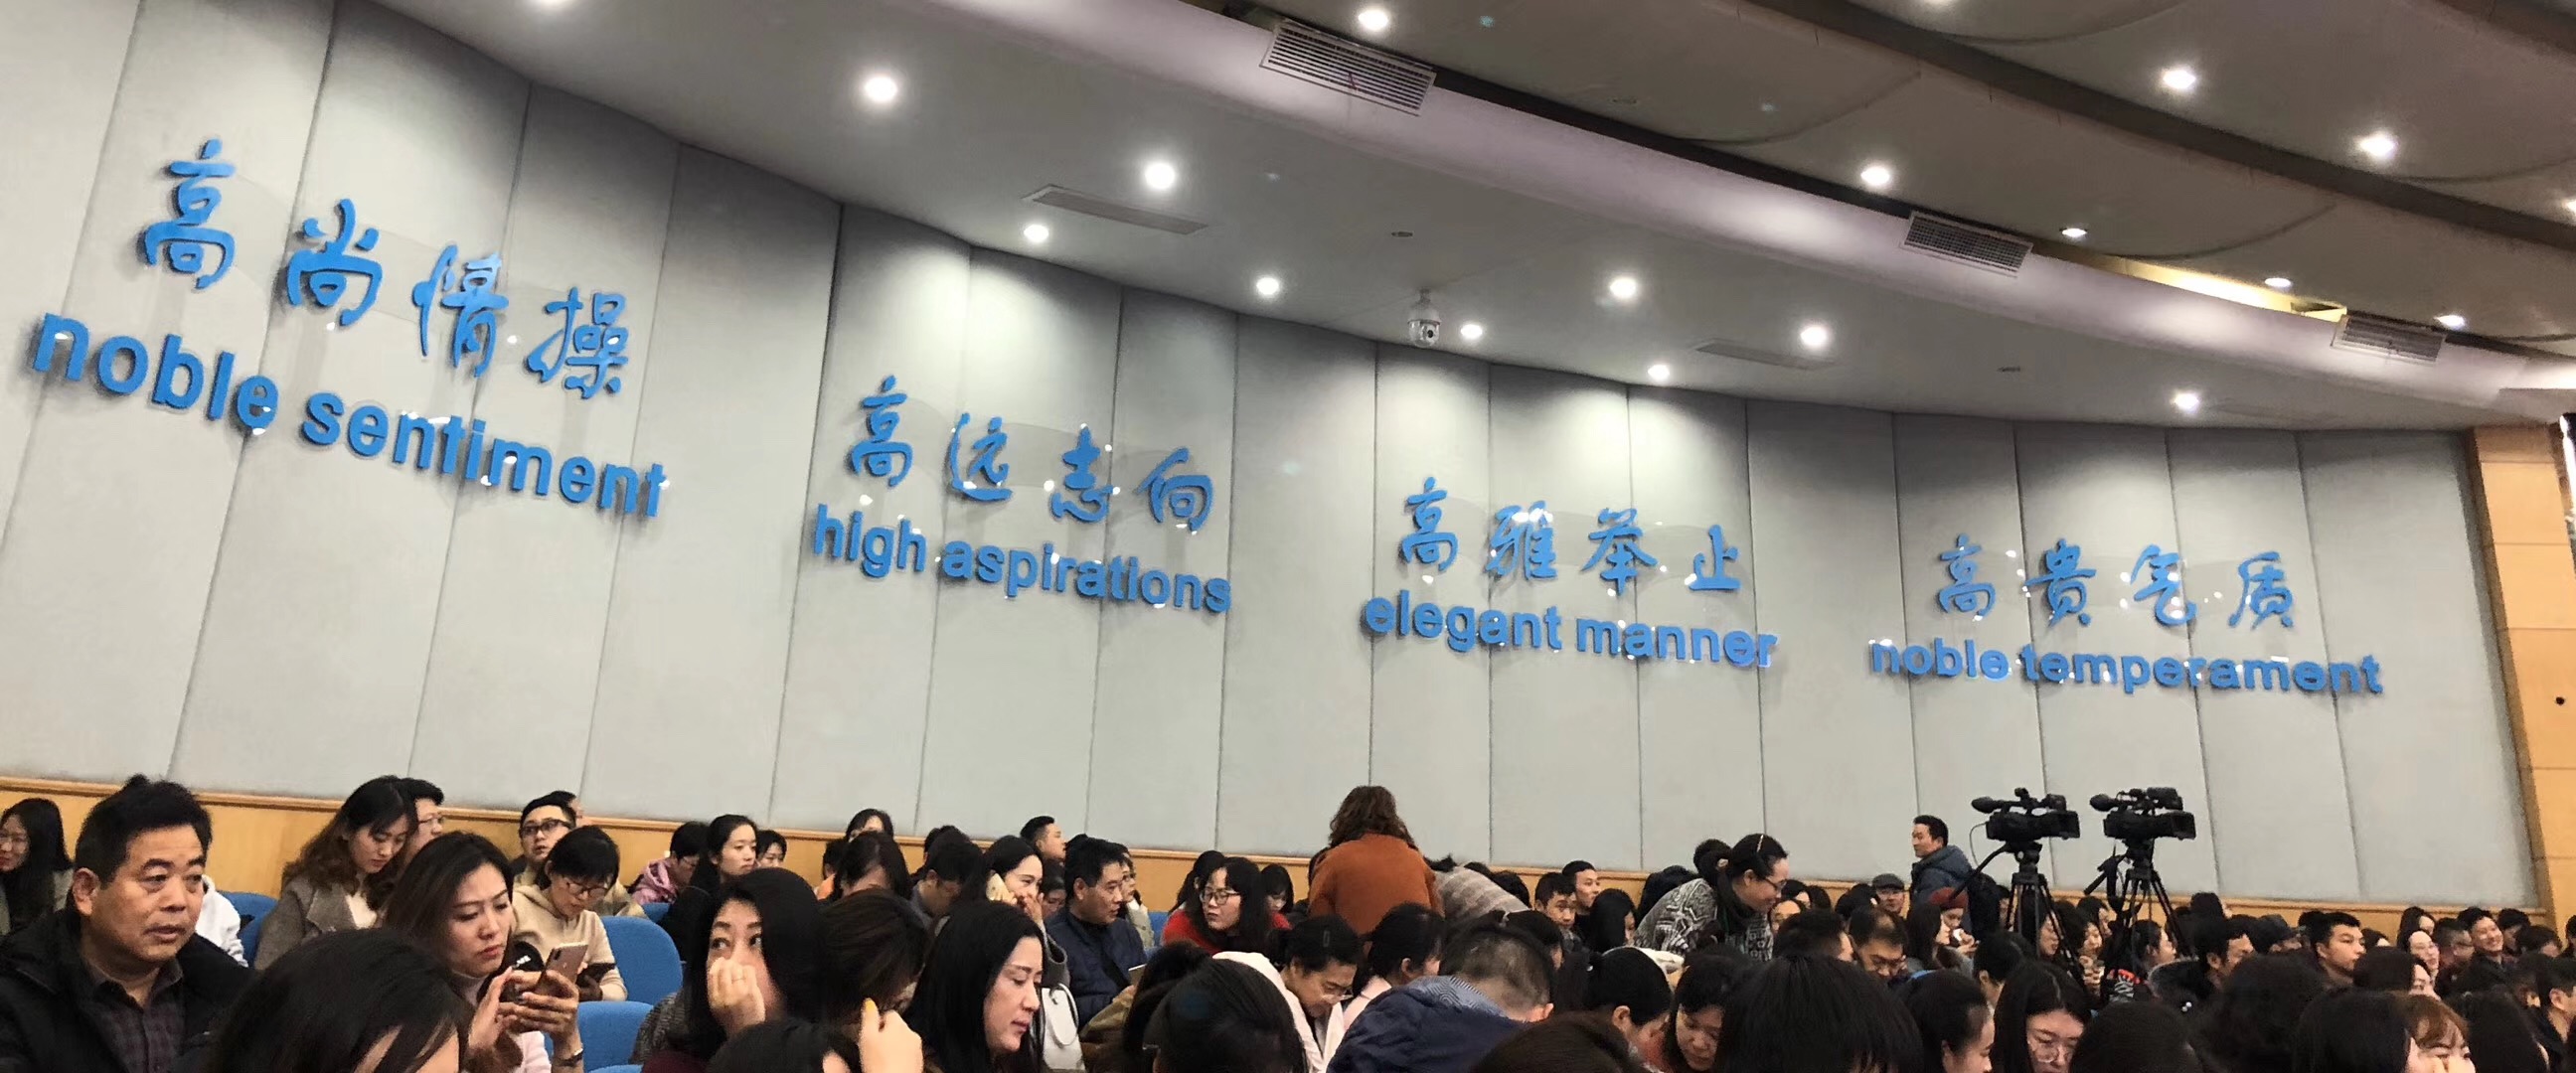 高尚情操
noble sentiment
高远志向
high aspirations
高雅举止
elegant manner
高贵气质
noble temperament